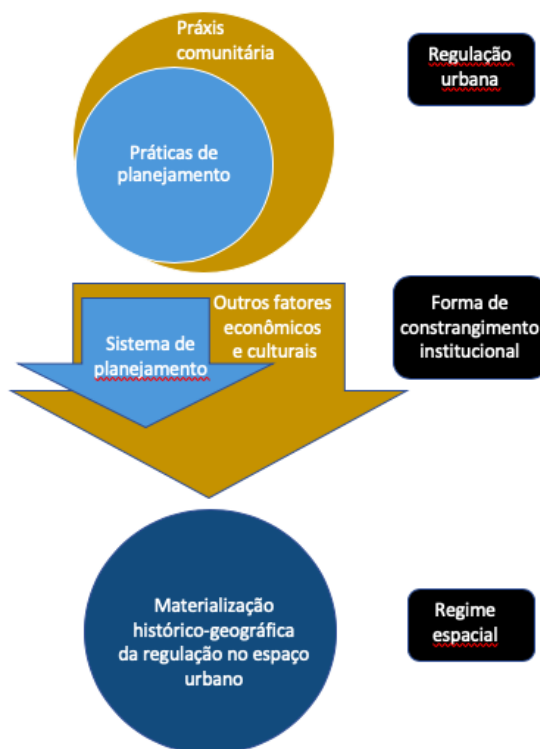 Práxis
comunitária
Regulação
urbana
Práticas de
planejamento
Outros fatores
econômicos
e culturais
Sistema de
planejamento
Forma de
constrangimento
institucional
Materialização
histórico-geográfica
da regulação no espaço
urbano
Regime
espacial